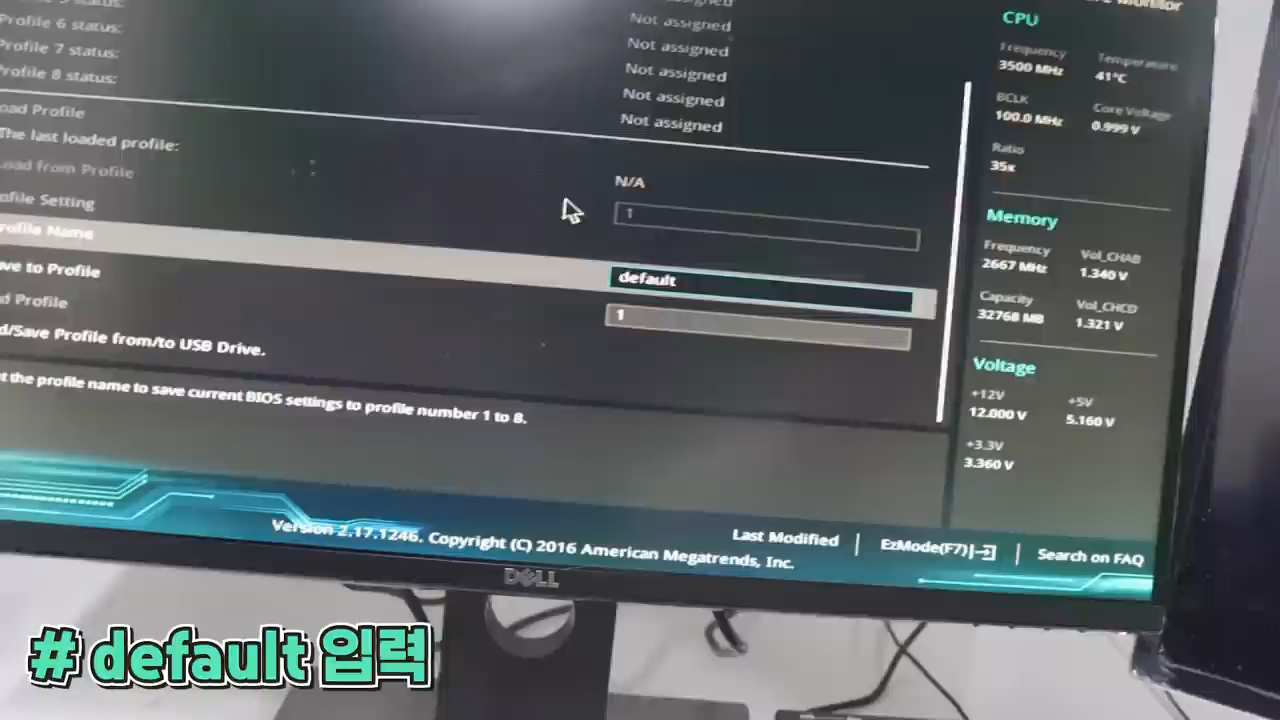 Profile 6 status:
Profile 7 status:
Profile 8 status:
Not assigned
Not assigned
Not assigned
Not assigned
Not assigned
oad Profile
The last loaded profile:
N/A
Load from Profile
1
ofile Setting
rofile Name
default
ve to Profile
1
d Profile
d/Save Profile from/to USB Drive.
t the profile name to save current BIOS settings to profile number 1 to 8.
Monitor
CPU
Frequency Temperature
3500 MHz 41°C
BCLK Core Voltage
100.0 MHz 0.999 V
Ratio
35x
Memory
Frequency Vol_CHAB
2667 MHz 1.340 V
Capacity Vol_CHCD
32768 MB 1.321 V
Voltage
+12V +5V
12.000 V 5.160 V
+3.3V
3.360 V
Last Modified | EzMode(F7) | Search on FAQ
Version 2.17.1246. Copyright (C) 2016 American Megatrends, Inc.
DELL
# default 입력